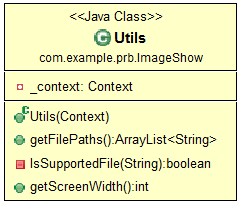 <<Java Class>>
Utils
com.example.prb.ImageShow
_context: Context
Utils(Context)
getFilePaths():ArrayList<String>
IsSupportedFile(String):boolean
getScreenWidth():int